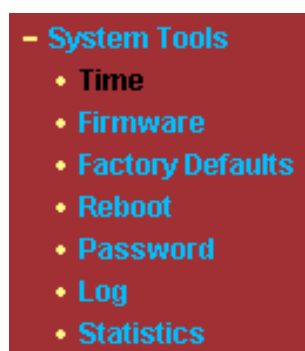 – System Tools
• Time
• Firmware
• Factory Defaults
• Reboot
• Password
• Log
• Statistics